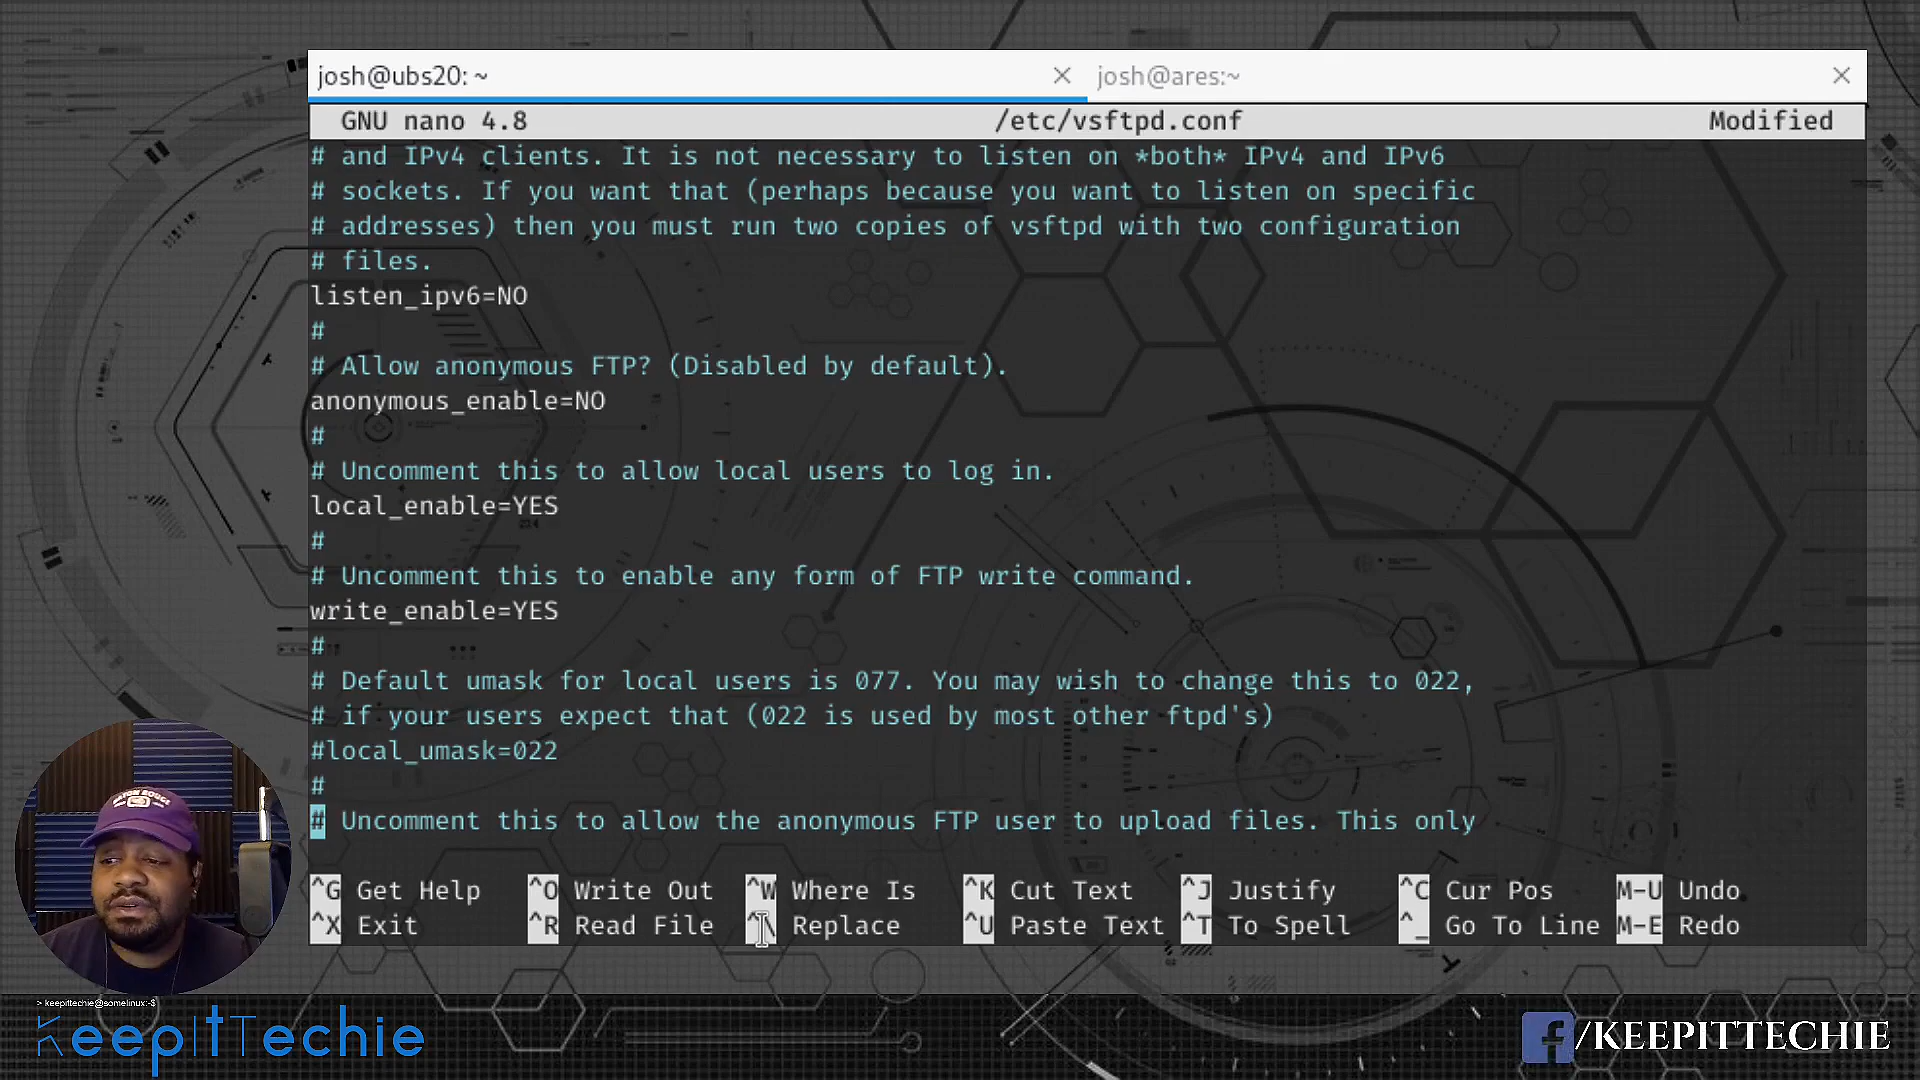 josh@ubs20: ~
josh@ares:~
GNU nano 4.8 /etc/vsftpd.conf Modified
# and IPv4 clients. It is not necessary to listen on *both* IPv4 and IPv6
# sockets. If you want that (perhaps because you want to listen on specific
# addresses) then you must run two copies of vsftpd with two configuration
# files.
listen_ipv6=NO
#
# Allow anonymous FTP? (Disabled by default).
anonymous_enable=NO
#
# Uncomment this to allow local users to log in.
local_enable=YES
#
# Uncomment this to enable any form of FTP write command.
write_enable=YES
#
# Default umask for local users is 077. You may wish to change this to 022,
# if your users expect that (022 is used by most other ftpd's)
#local_umask=022
#
# Uncomment this to allow the anonymous FTP user to upload files. This only
^G Get Help ^O Write Out ^W Where Is ^K Cut Text ^J Justify ^C Cur Pos M-U Undo
^X Exit ^R Read File ^\ Replace ^U Paste Text ^T To Spell ^_ Go To Line M-E Redo
BATON ROUGE
> keepittechie@somelinux:~$
KeepItTechie
f/KEEPITTECHIE